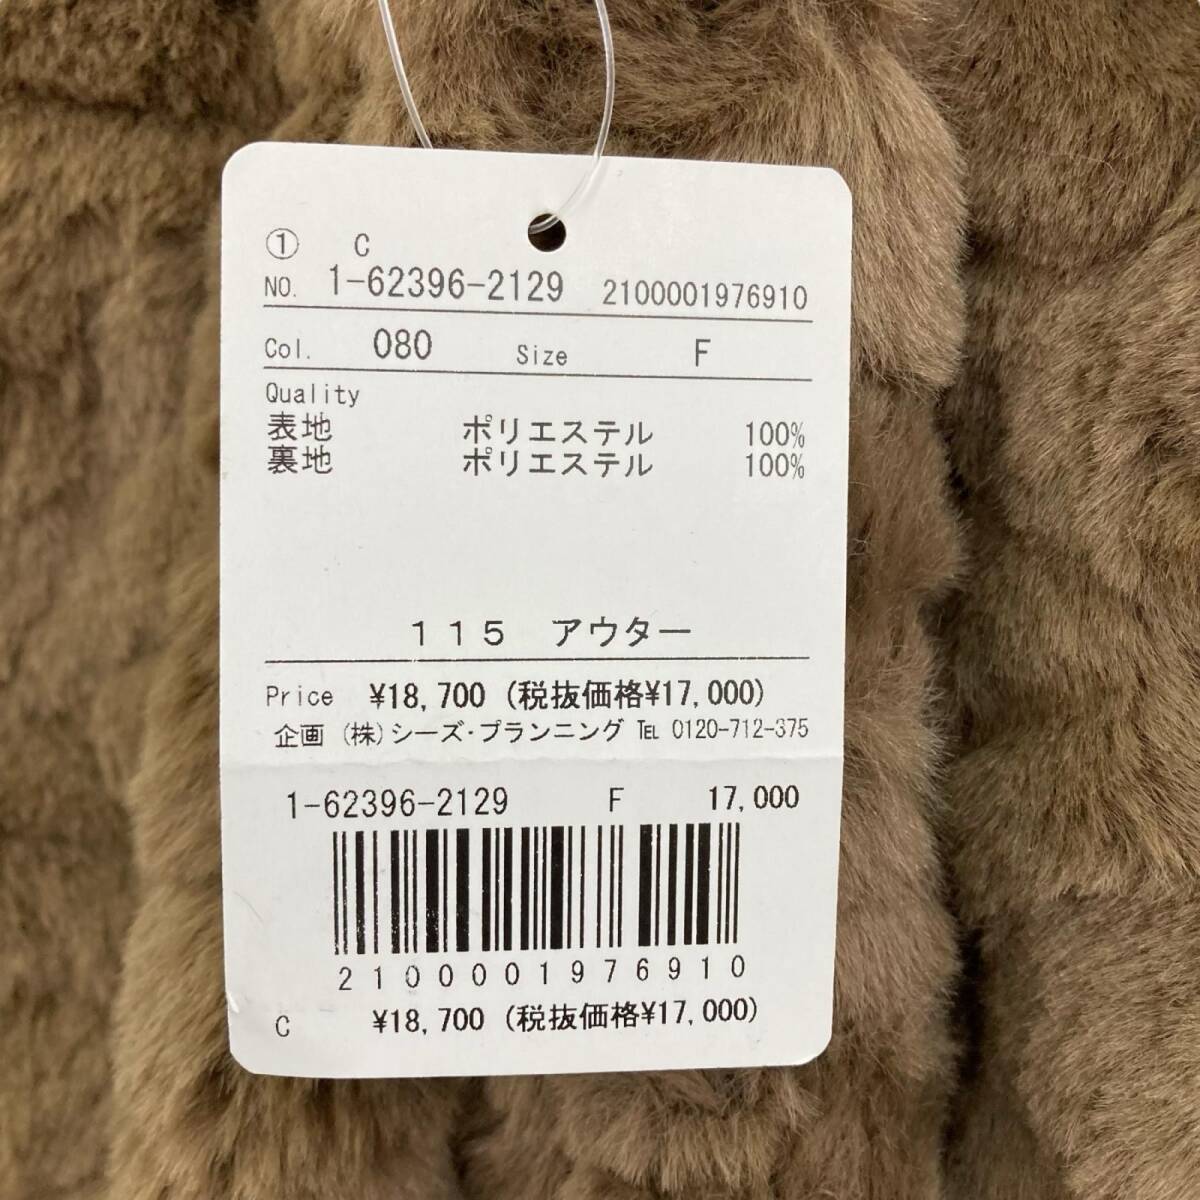 ① C
NO. 1-62396-2129 2100001976910
Col. 080 Size F
Quality
表地 ポリエステル 100%
裏地 ポリエステル 100%
115 アウター
Price ¥18,700 (税抜価格¥17,000)
企画 (株)シーズ・プランニング ℡ 0120-712-375
1-62396-2129 F 17,000
2100001976910
C ¥18,700 (税抜価格¥17,000)